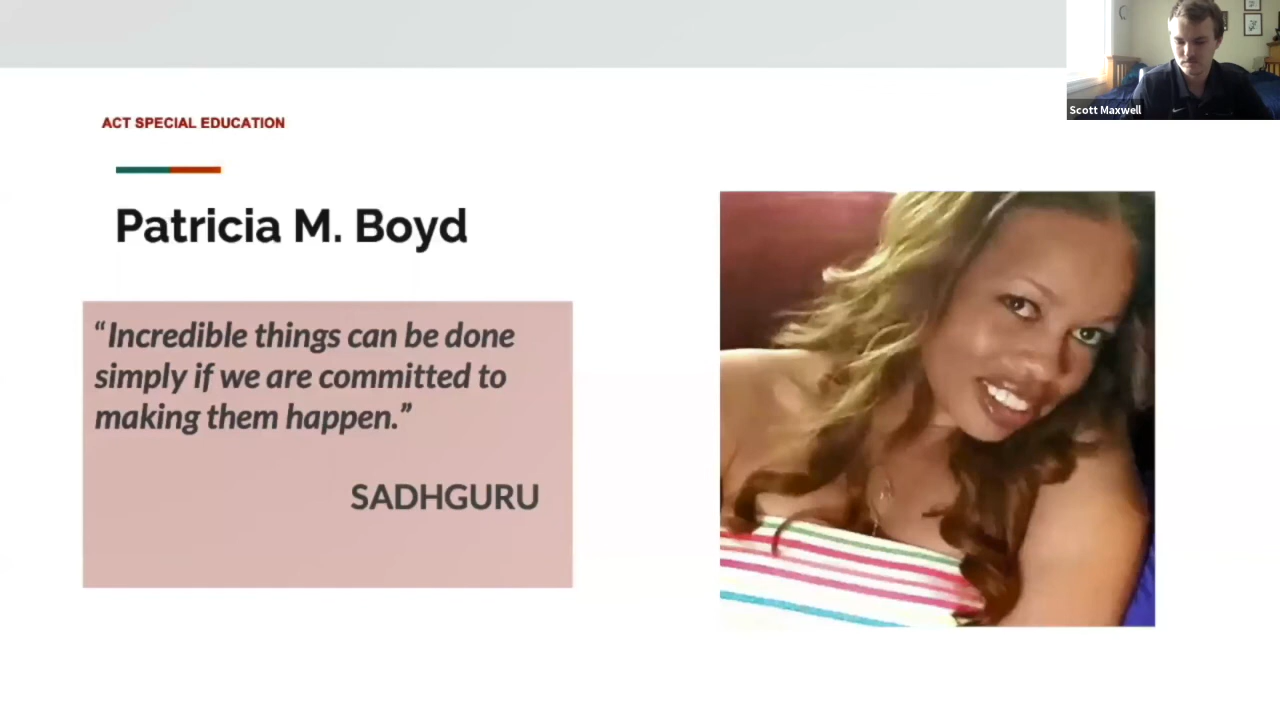 Scott Maxwell
ACT SPECIAL EDUCATION
Patricia M. Boyd
“Incredible things can be done
simply if we are committed to
making them happen.”
SADHGURU